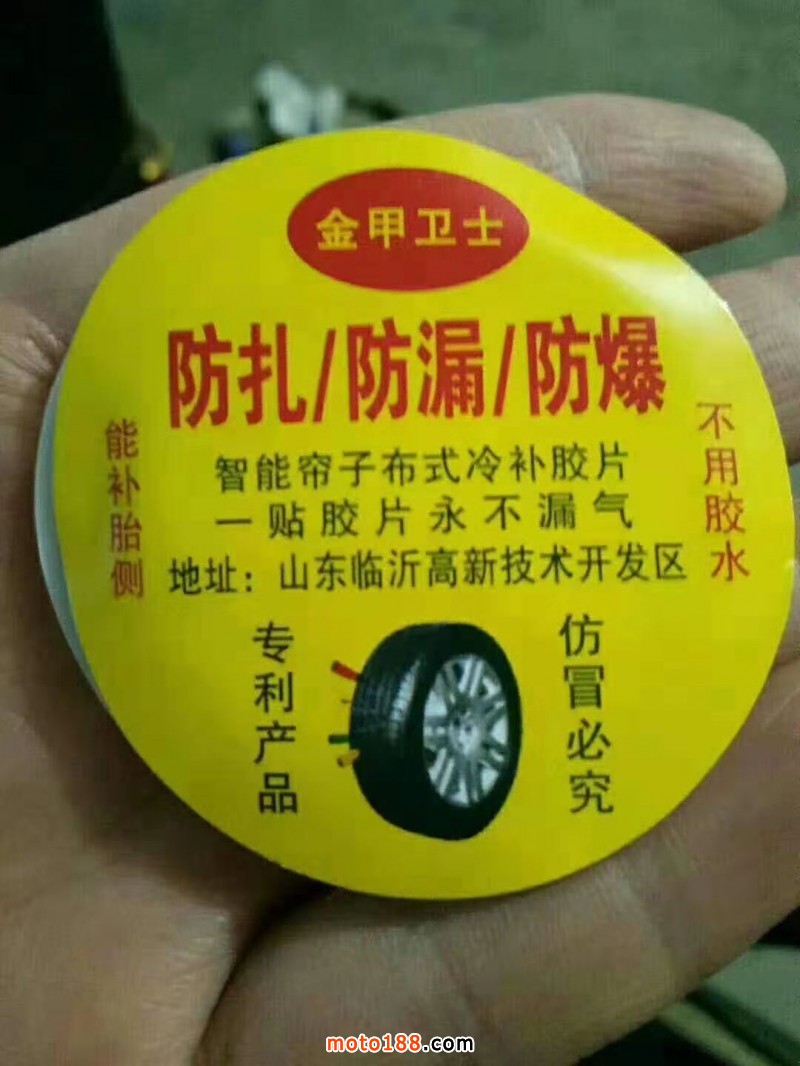 金甲卫士
防扎/防漏/防爆
能补胎侧
不用胶水
智能帘子布式冷补胶片
一贴胶片永不漏气
地址：山东临沂高新技术开发区
专利产品
仿冒必究
moto188.com